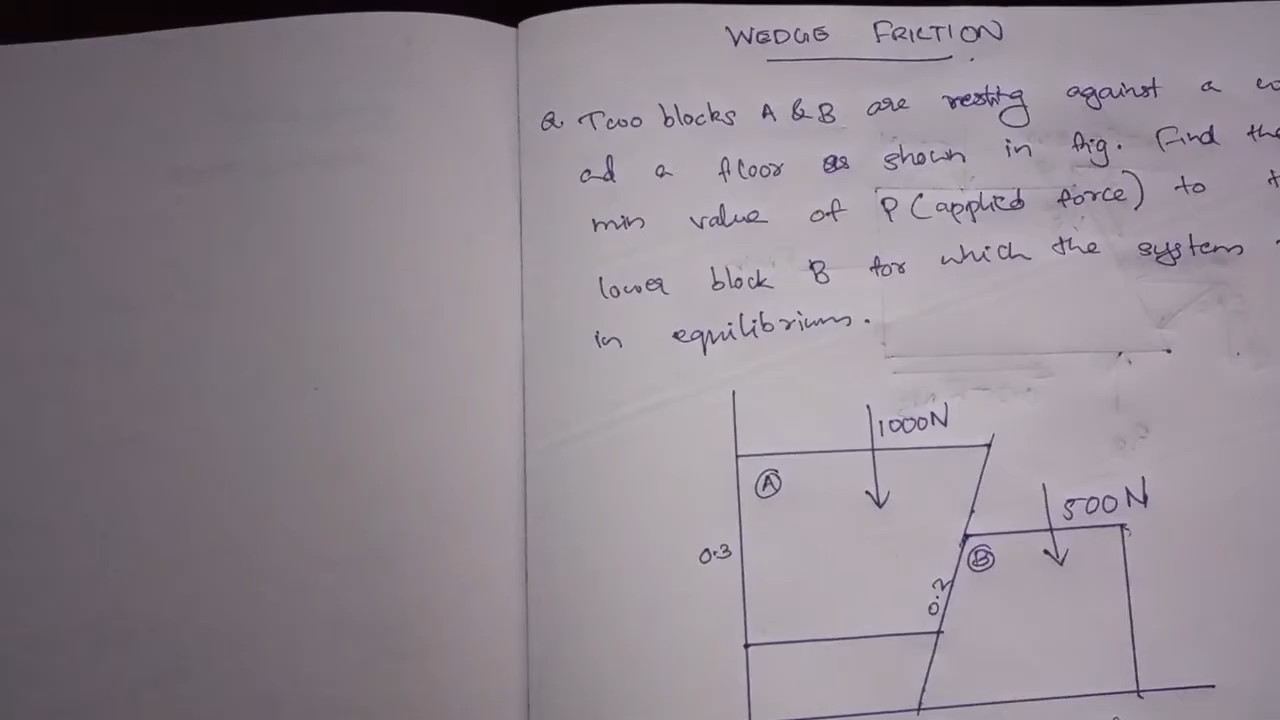 WEDGE FRICTION
Q Two blocks A & B are resting against a
ad a floor as shown in fig. Find the
min value of P (applied force) to
lower block B for which the system
in equilibrium.
1000N
A
500N
B
0.3
0.2